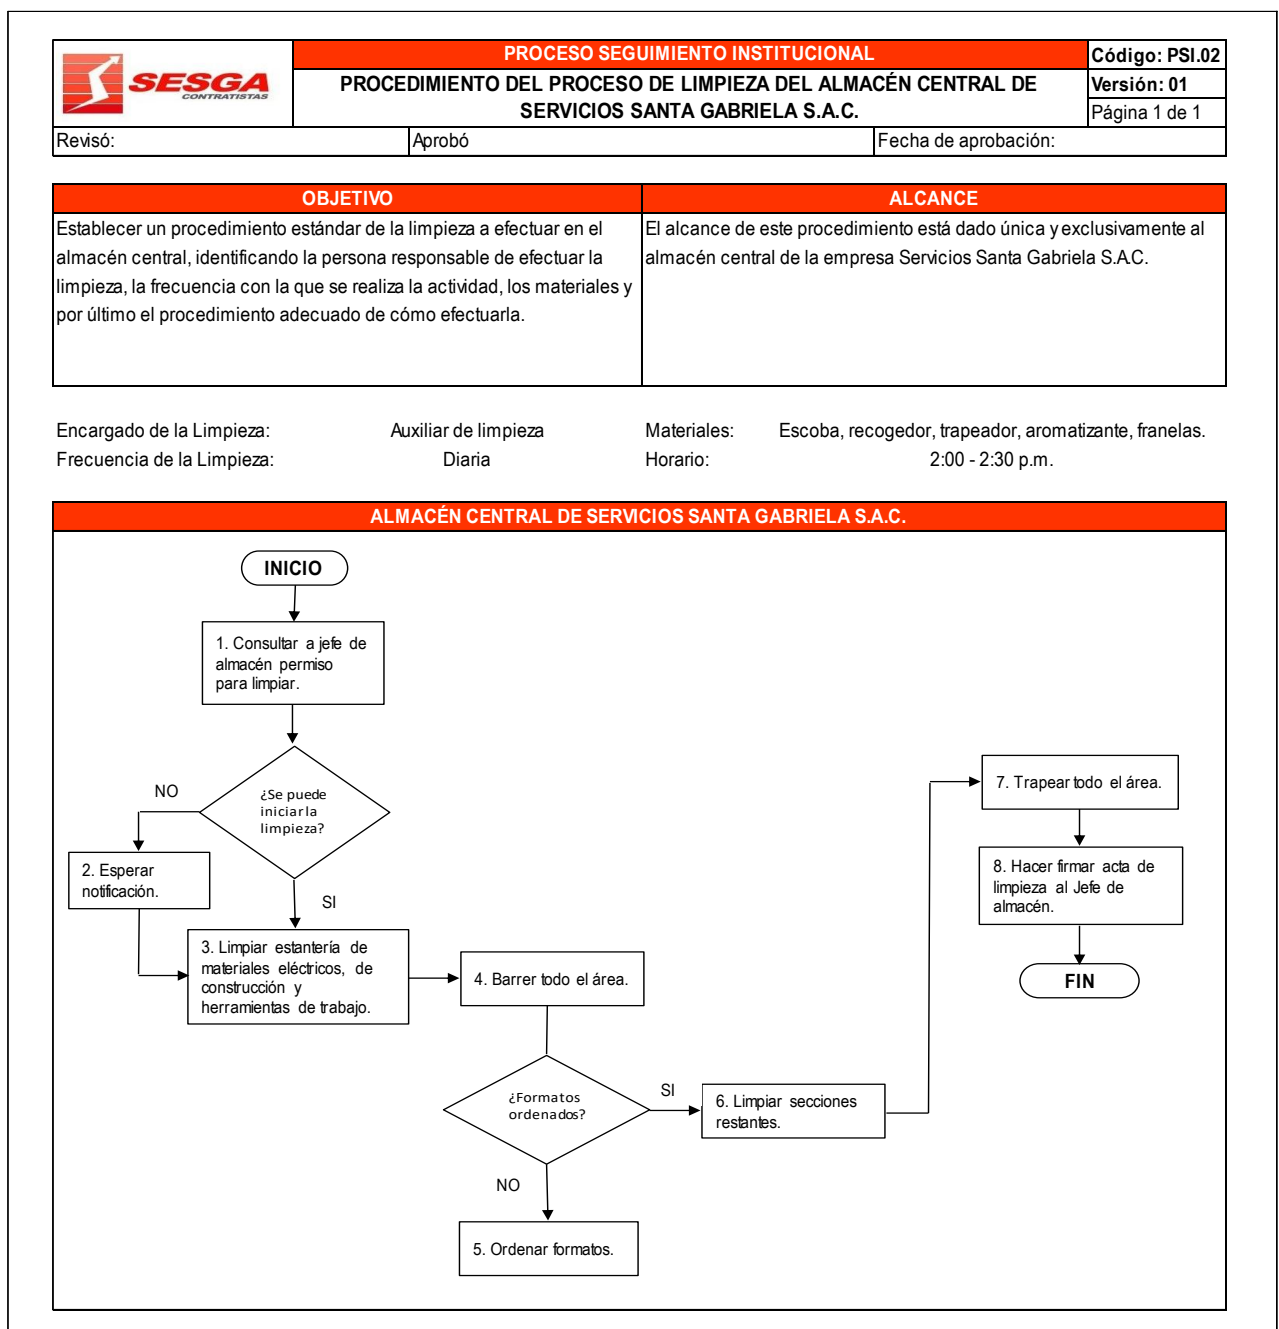 SESGA
CONTRATISTAS
PROCESO SEGUIMIENTO INSTITUCIONAL
PROCEDIMIENTO DEL PROCESO DE LIMPIEZA DEL ALMACÉN CENTRAL DE
SERVICIOS SANTA GABRIELA S.A.C.
Código: PSI.02
Versión: 01
Página 1 de 1
Revisó:
Aprobó
Fecha de aprobación:
OBJETIVO
Establecer un procedimiento estándar de la limpieza a efectuar en el
almacén central, identificando la persona responsable de efectuar la
limpieza, la frecuencia con la que se realiza la actividad, los materiales y
por último el procedimiento adecuado de cómo efectuarla.
ALCANCE
El alcance de este procedimiento está dado única y exclusivamente al
almacén central de la empresa Servicios Santa Gabriela S.A.C.
Encargado de la Limpieza: Auxiliar de limpieza Materiales: Escoba, recogedor, trapeador, aromatizante, franelas.
Frecuencia de la Limpieza: Diaria Horario: 2:00 - 2:30 p.m.
ALMACÉN CENTRAL DE SERVICIOS SANTA GABRIELA S.A.C.
INICIO
1. Consultar a jefe de
almacén permiso
para limpiar.
¿Se puede
iniciar la
limpieza?
NO
2. Esperar
notificación.
SI
3. Limpiar estantería de
materiales eléctricos, de
construcción y
herramientas de trabajo.
4. Barrer todo el área.
¿Formatos
ordenados?
NO
5. Ordenar formatos.
SI
6. Limpiar secciones
restantes.
7. Trapear todo el área.
8. Hacer firmar acta de
limpieza al Jefe de
almacén.
FIN